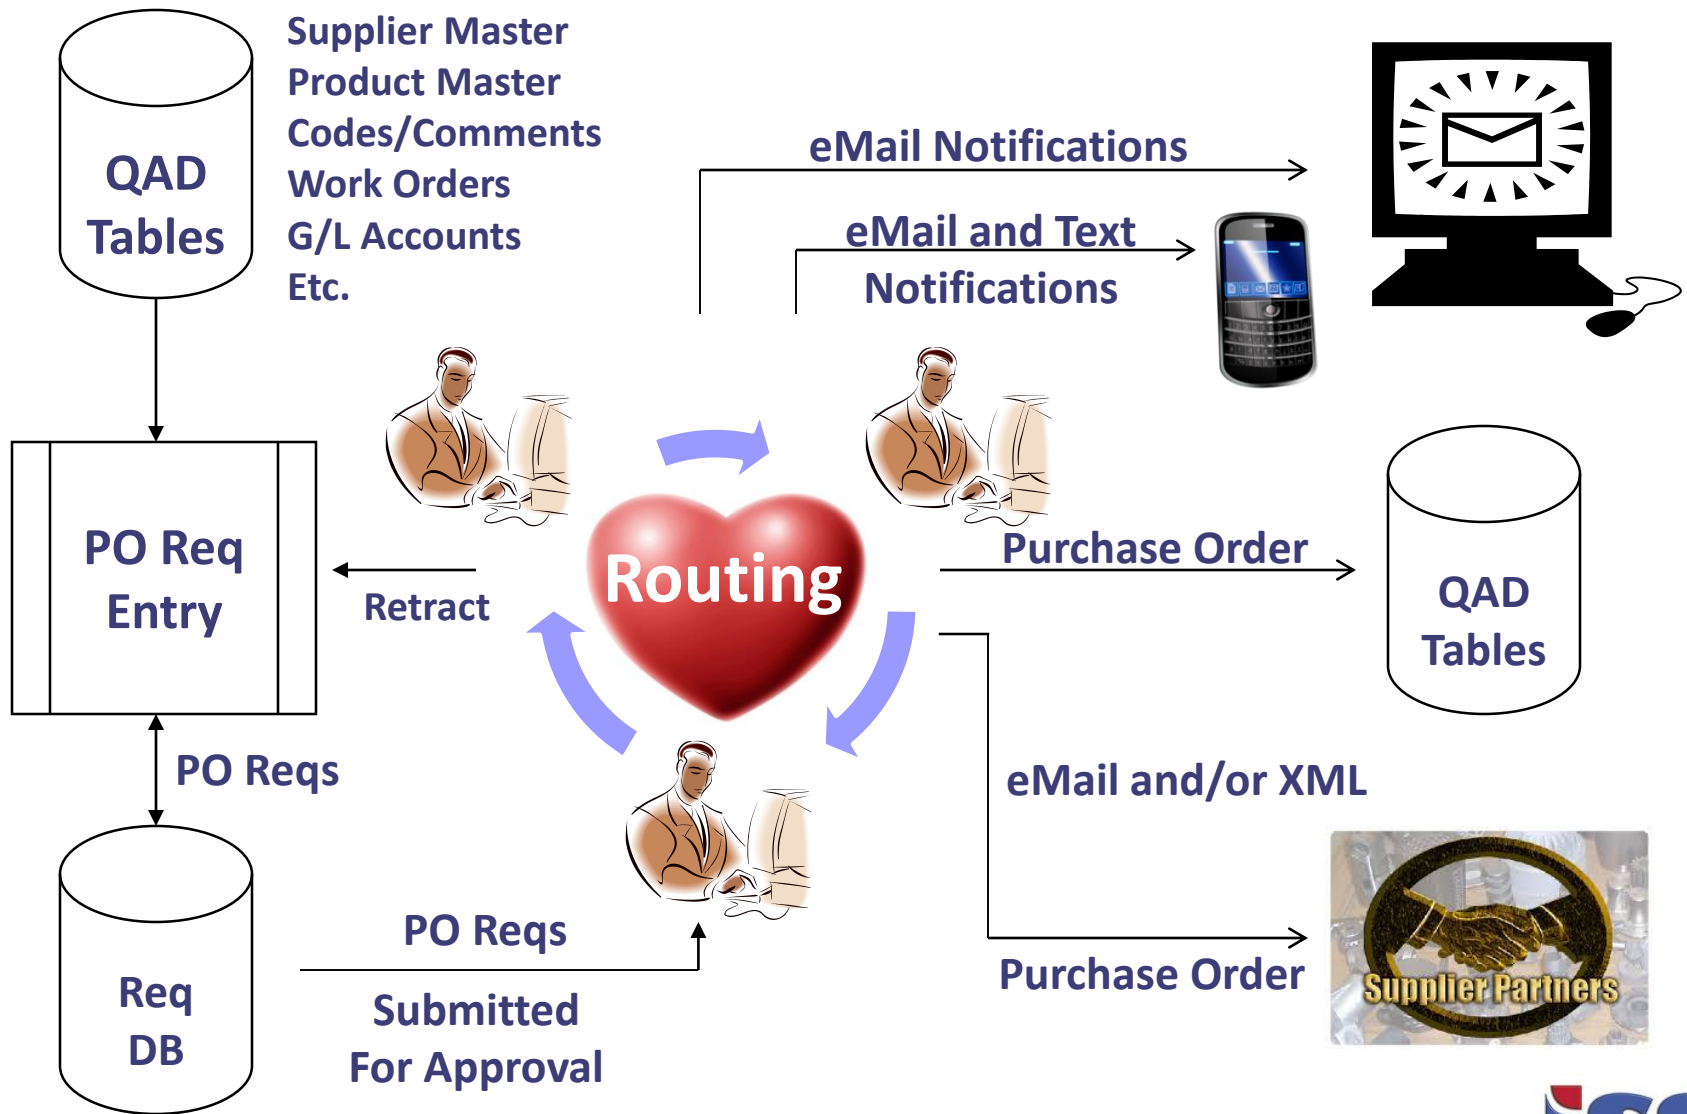 Supplier Master
Product Master
Codes/Comments
Work Orders
G/L Accounts
Etc.
QAD
Tables
eMail Notifications
eMail and Text
Notifications
PO Req
Entry
Retract
Routing
Purchase Order
QAD
Tables
PO Reqs
eMail and/or XML
Req
DB
PO Reqs
Submitted
For Approval
Purchase Order
Supplier Partners